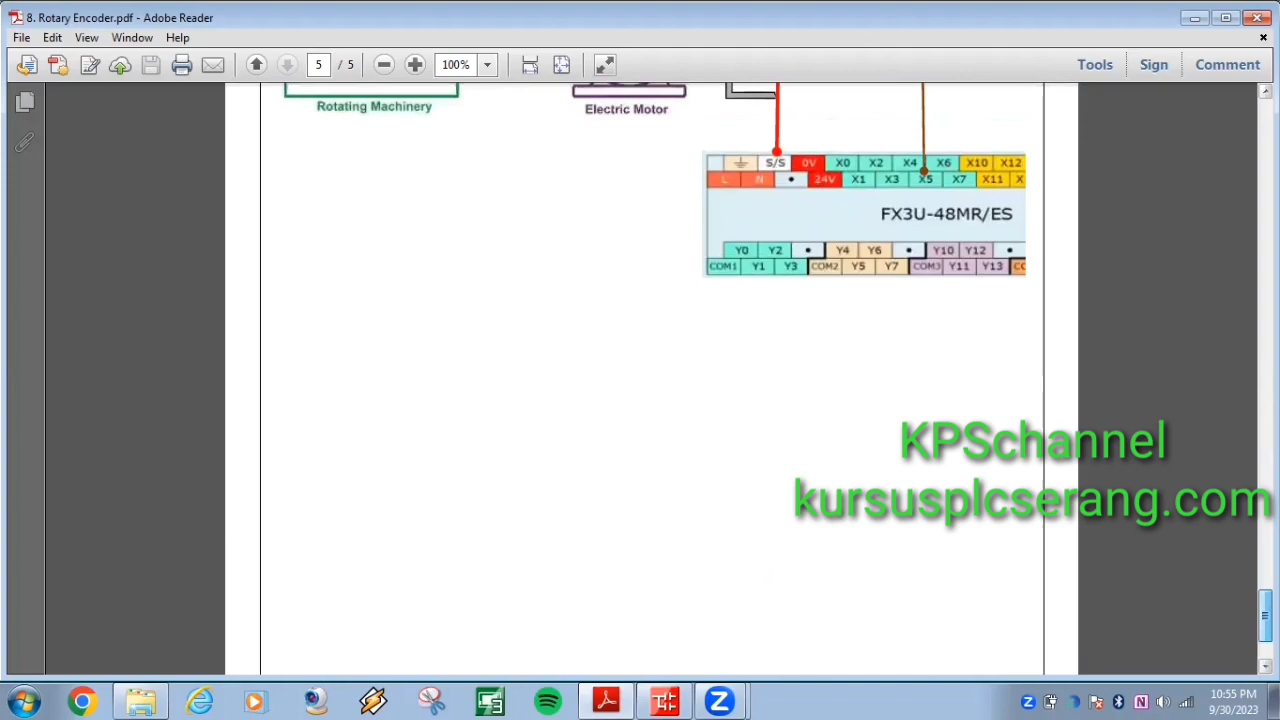 8. Rotary Encoder.pdf - Adobe Reader
File Edit View Window Help
5 / 5 100% Tools Sign Comment
Rotating Machinery
Electric Motor
S/S 0V X0 X2 X4 X6 X10 X12
L N • 24V X1 X3 X5 X7 X11 X
FX3U-48MR/ES
Y0 Y2 • Y4 Y6 • Y10 Y12 •
COM1 Y1 Y3 COM2 Y5 Y7 COM3 Y11 Y13 CO
KPSchannel
kursusplcserang.com
10:55 PM
9/30/2023